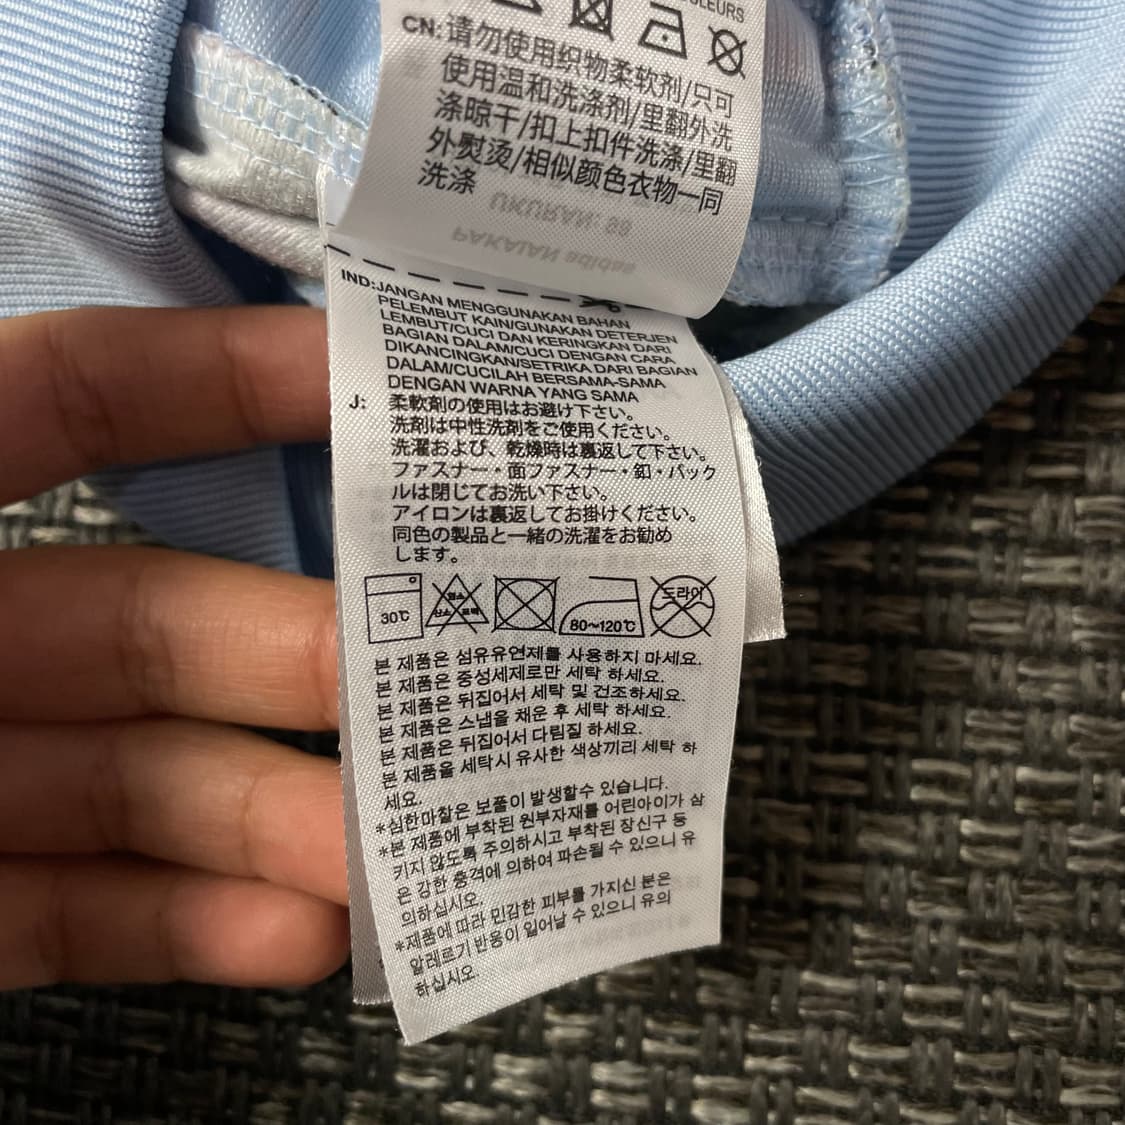 CN:请勿使用织物柔软剂/只可
使用温和洗涤剂/里翻外洗
涤晾干/扣上扣件洗涤/里翻
外熨烫/相似颜色衣物一同
洗涤
IND:JANGAN MENGGUNAKAN BAHAN
PELEMBUT KAIN/GUNAKAN DETERJEN
LEMBUT/CUCI DAN KERINGKAN DARI
BAGIAN DALAM/CUCI DENGAN CARA
DIKANCINGKAN/SETRIKA DARI BAGIAN
DALAM/CUCILAH BERSAMA-SAMA
DENGAN WARNA YANG SAMA
J: 柔軟剤の使用はお避け下さい。
洗剤は中性洗剤をご使用ください。
洗濯および、乾燥時は裏返して下さい。
ファスナー・面ファスナー・釦・バック
ルは閉じてお洗い下さい。
アイロンは裏返してお掛けください。
同色の製品と一緒の洗濯をお勧め
します。
30℃ 80~120℃ 드라이
본 제품은 섬유유연제를 사용하지 마세요.
본 제품은 중성세제로만 세탁 하세요.
본 제품은 뒤집어서 세탁 및 건조하세요.
본 제품은 스냅을 채운 후 세탁 하세요.
본 제품은 뒤집어서 다림질 하세요.
본 제품을 세탁시 유사한 색상끼리 세탁 하
세요.
*심한마찰은 보풀이 발생할수 있습니다.
*본 제품에 부착된 원부자재를 어린아이가 삼
키지 않도록 주의하시고 부착된 장신구 등
은 강한 충격에 의하여 파손될 수 있으니 유
의하십시오.
*제품에 따라 민감한 피부를 가지신 분은
알레르기 반응이 일어날 수 있으니 유의
하십시오.